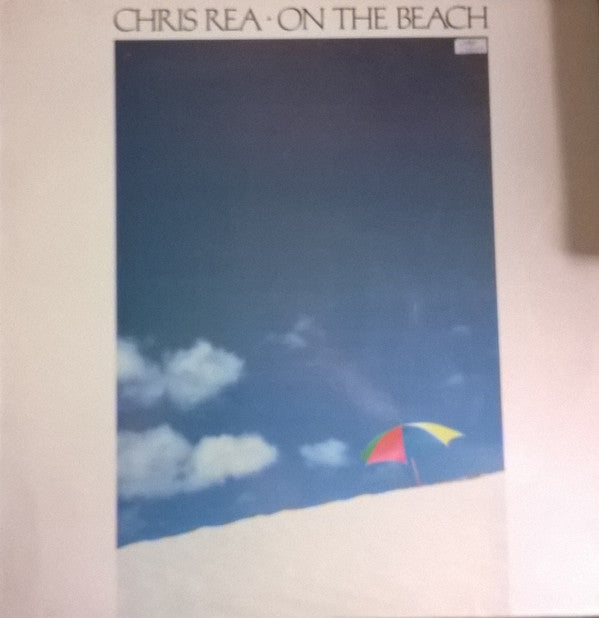 CHRIS REA · ON THE BEACH